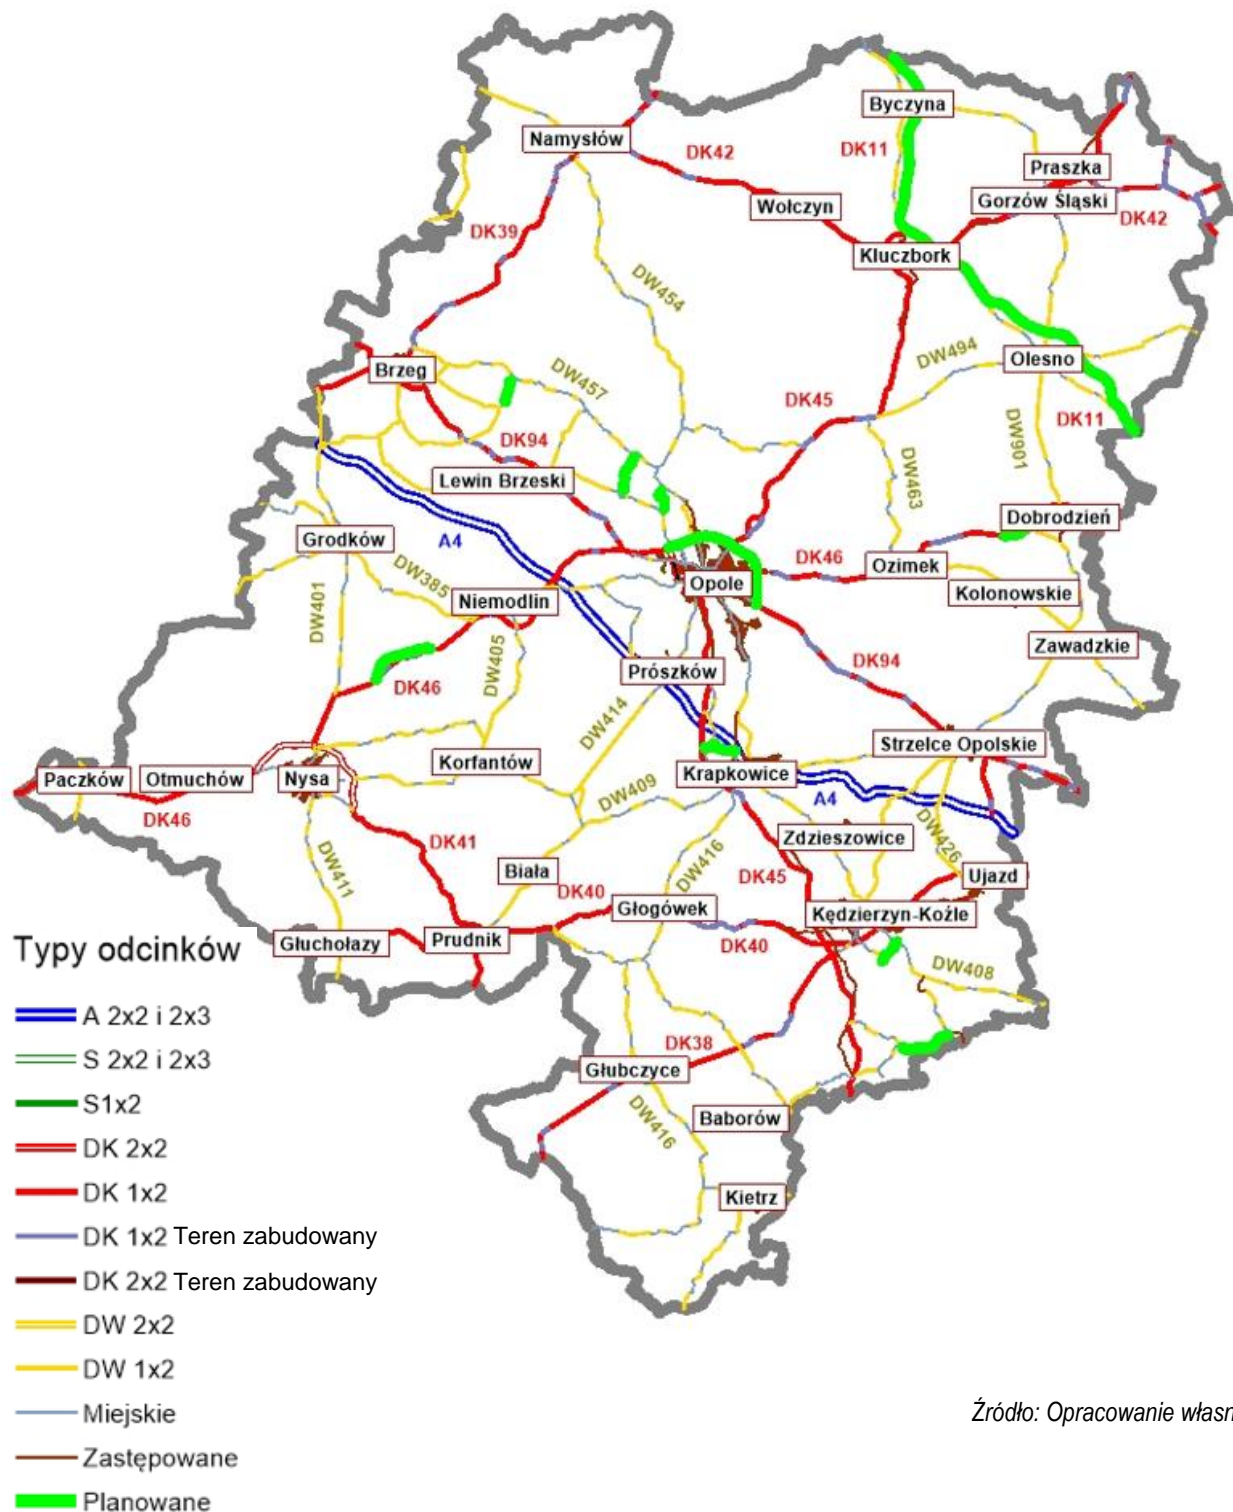 Byczyna
Namysłów
DK42
DK11
Praszka
Wołczyn
Gorzów Śląski
DK42
DK39
Kluczbork
DW454
DW494
Olesno
Brzeg
DW457
DK45
DK11
DW901
DK94
Lewin Brzeski
DW463
Dobrodzień
Grodków
A4
DK46
Ozimek
Opole
Kolonowskie
DW385
Niemodlin
DW401
Zawadzkie
DW405
Prószków
DK94
DK46
DW414
Strzelce Opolskie
Korfantów
Paczków
Otmuchów
Nysa
Krapkowice
DW409
A4
DK46
DK41
Zdzieszowice
DW426
DW416
DW411
Biała
DK45
Ujazd
DK40
Głogówek
Kędzierzyn-Koźle
Głuchołazy
Prudnik
DK40
DW408
DK38
Głubczyce
Baborów
DW416
Kietrz
Typy odcinków
A 2x2 i 2x3
S 2x2 i 2x3
S1x2
DK 2x2
DK 1x2
DK 1x2 Teren zabudowany
DK 2x2 Teren zabudowany
DW 2x2
DW 1x2
Miejskie
Zastępowane
Planowane
Źródło: Opracowanie własn